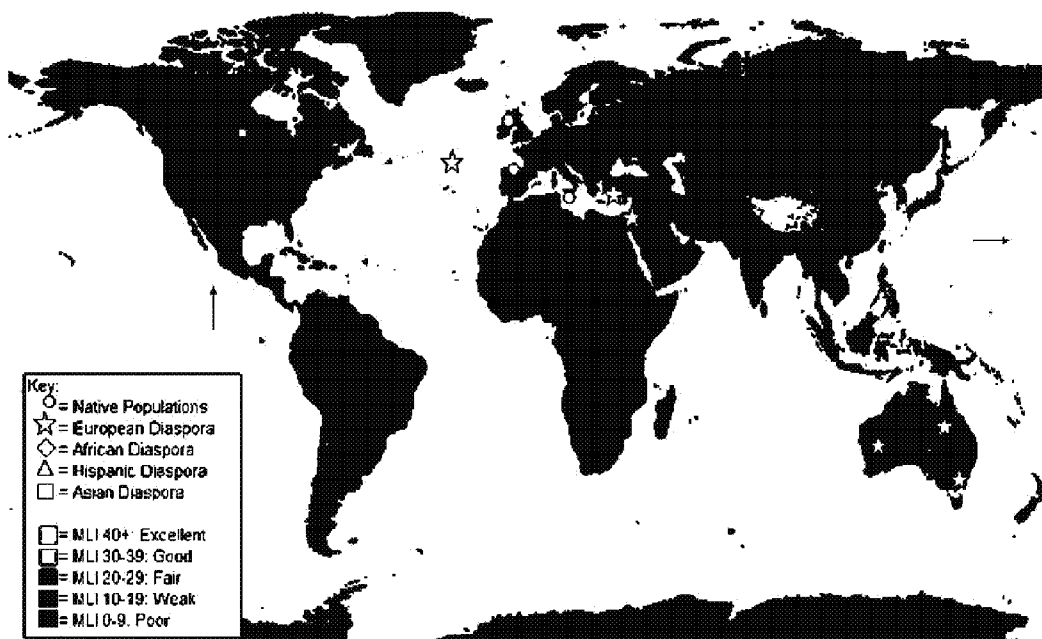 Key:
= Native Populations
= European Diaspora
= African Diaspora
= Hispanic Diaspora
= Asian Diaspora
= MLI 40+: Excellent
= MLI 30-39: Good
= MLI 20-29: Fair
= MLI 10-19: Weak
= MLI 0-9: Poor